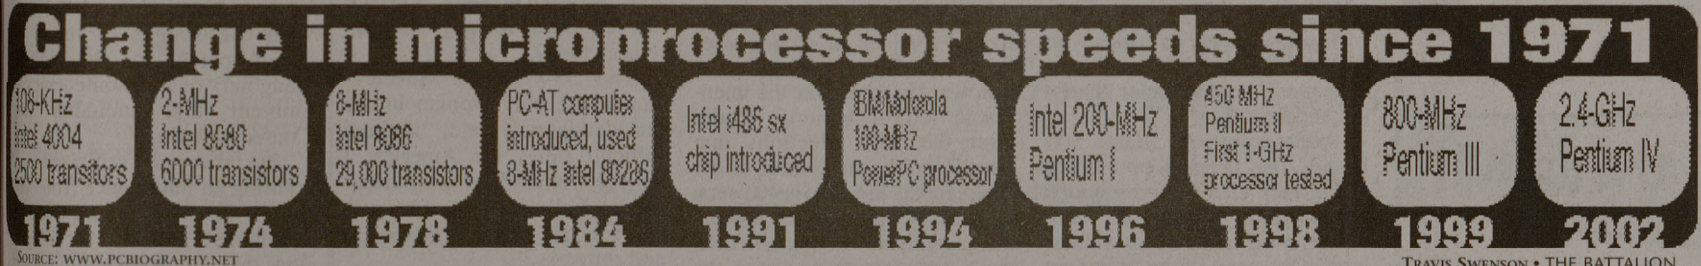 Change in microprocessor speeds since 1971
108-KHz
Intel 4004
2500 transitors
1971
2-MHz
Intel 8080
6000 transistors
1974
8-MHz
Intel 8086
29,000 transistors
1978
PC-AT computer
introduced, used
8-MHz Intel 80286
1984
Intel i486 sx
chip introduced
1991
IBM/Motorola
100-MHz
PowerPC processor
1994
Intel 200-MHz
Pentium I
1996
450 MHz
Pentium II
First 1-GHz
processor tested
1998
800-MHz
Pentium III
1999
2.4-GHz
Pentium IV
2002
SOURCE: WWW.PCBIOGRAPHY.NET
TRAVIS SWENSON • THE BATTALION